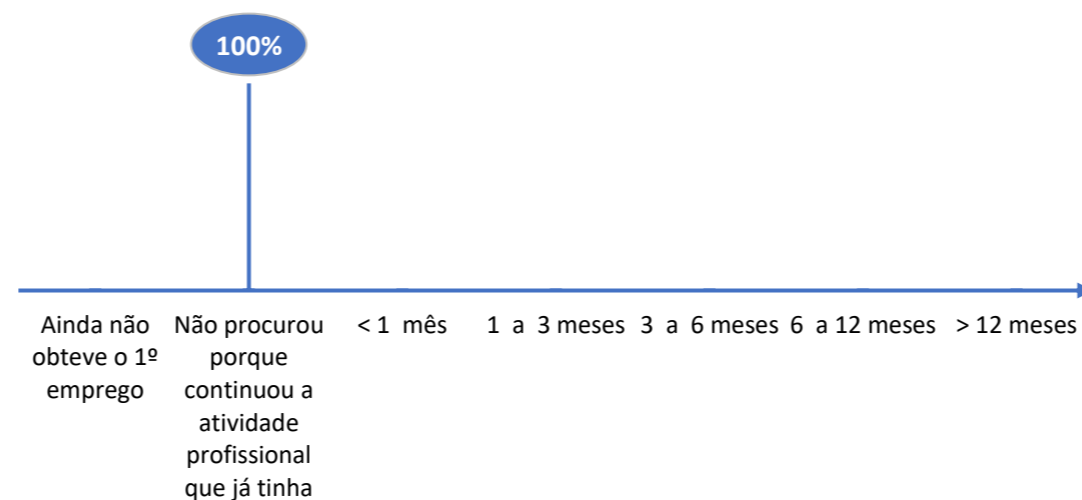 100%
Ainda não
obteve o 1º
emprego
Não procurou
porque
continuou a
atividade
profissional
que já tinha
< 1 mês
1 a 3 meses
3 a 6 meses
6 a 12 meses
> 12 meses